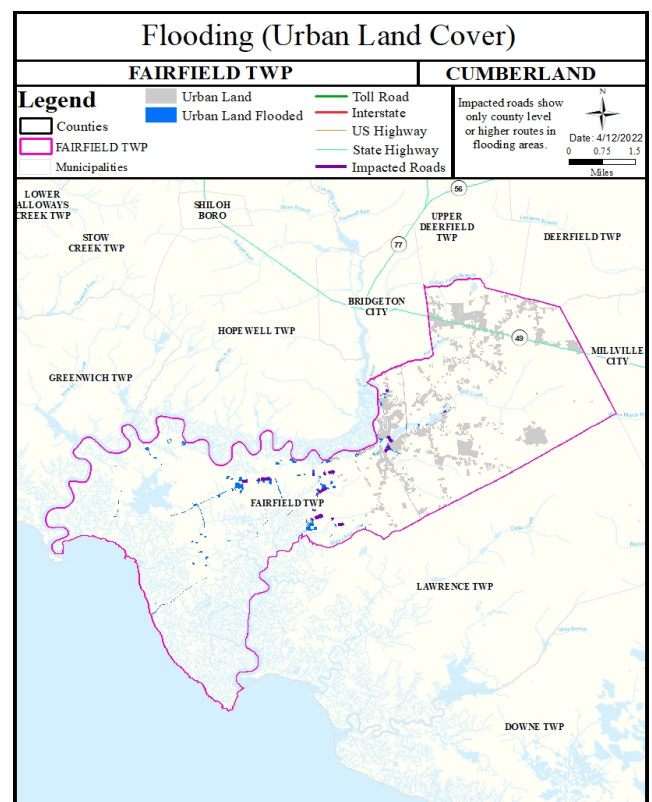 Flooding (Urban Land Cover)
FAIRFIELD TWP
CUMBERLAND
Legend
Counties
FAIRFIELD TWP
Municipalities
Urban Land
Urban Land Flooded
Toll Road
Interstate
US Highway
State Highway
Impacted Roads
Impacted roads show
only county level
or higher routes in
flooding areas.
N
Date: 4/12/2022
0 0.75 1.5
Miles
LOWER
ALLOWAYS
CREEK TWP
SHILOH
BORO
56
UPPER
DEERFIELD
TWP
DEERFIELD TWP
STOW
CREEK TWP
77
BRIDGETON
CITY
HOPEWELL TWP
49
MILLVILLE
CITY
GREENWICH TWP
FAIRFIELD TWP
LAWRENCE TWP
DOWNE TWP